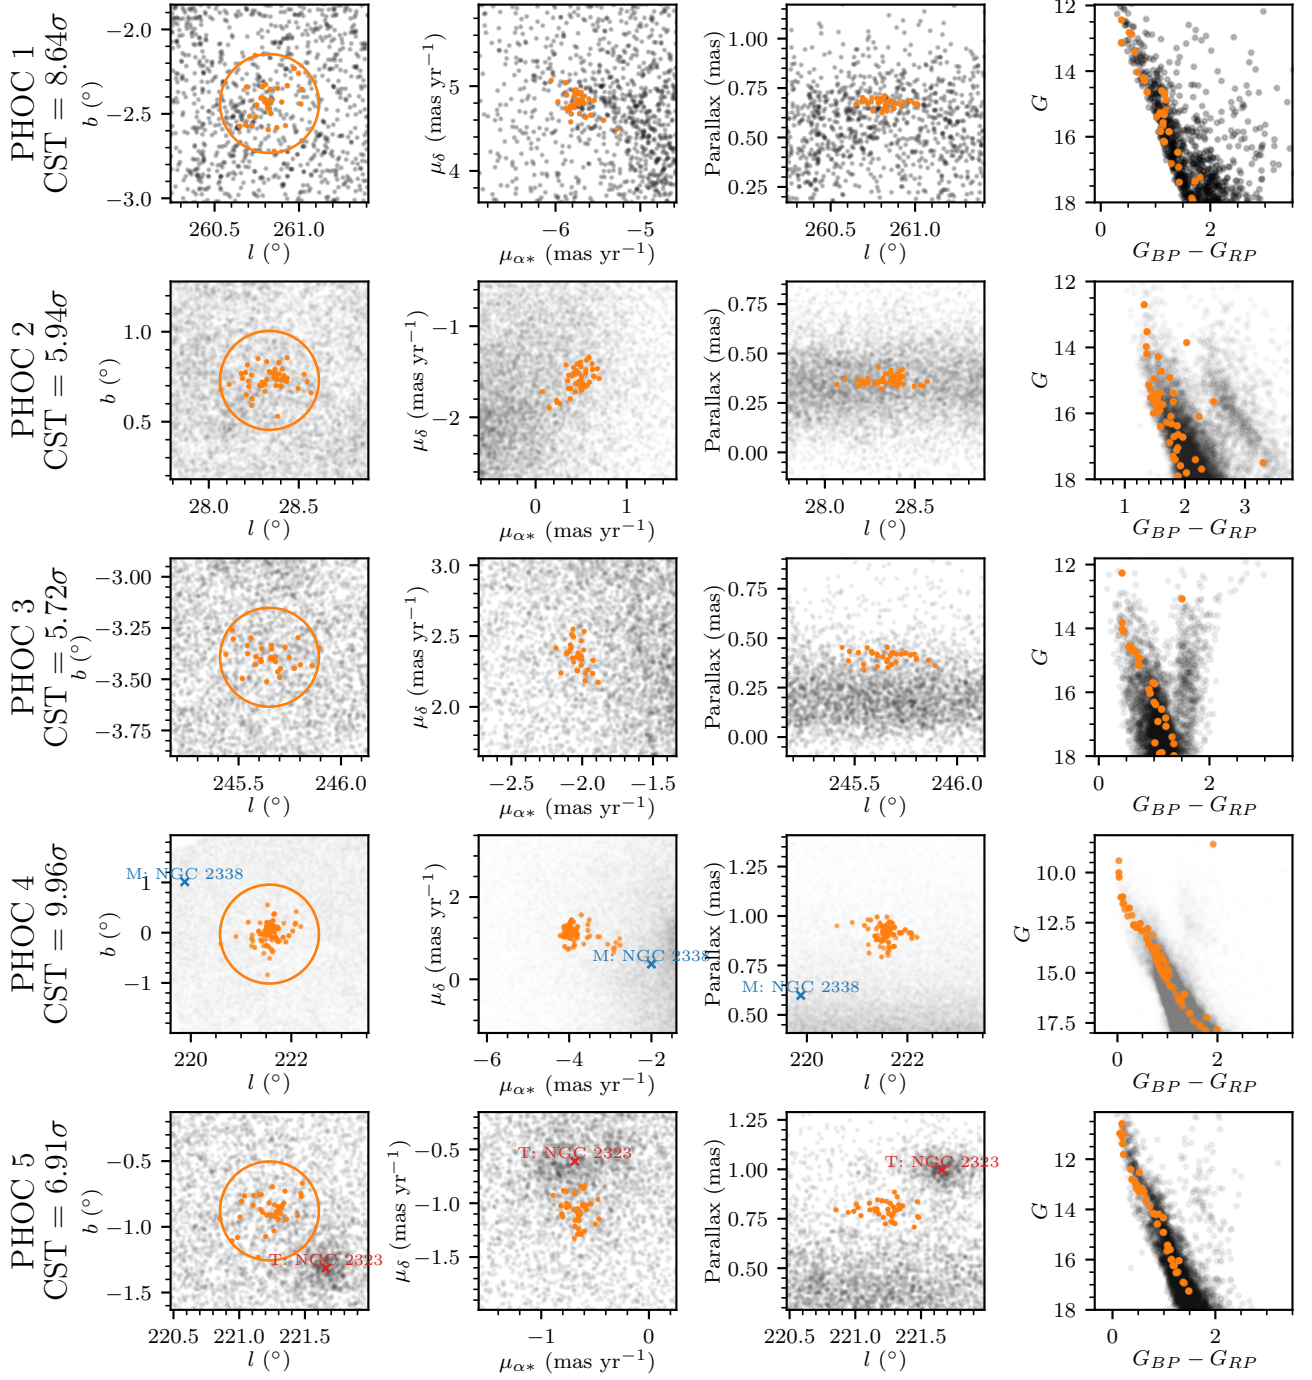 PHOC 1
CST = 8.64σ
−2.0
−2.5
−3.0
b (°)
260.5 261.0
l (°)
5
4
μδ (mas yr⁻¹)
−6 −5
μα∗ (mas yr⁻¹)
1.00
0.75
0.50
0.25
Parallax (mas)
260.5 261.0
l (°)
12
14
16
18
G
0 2
G_BP − G_RP
PHOC 2
CST = 5.94σ
1.0
0.5
b (°)
28.0 28.5
l (°)
−1
−2
μδ (mas yr⁻¹)
0 1
μα∗ (mas yr⁻¹)
0.75
0.50
0.25
0.00
Parallax (mas)
28.0 28.5
l (°)
12
14
16
18
G
1 2 3
G_BP − G_RP
PHOC 3
CST = 5.72σ
−3.00
−3.25
−3.50
−3.75
b (°)
245.5 246.0
l (°)
3.0
2.5
2.0
μδ (mas yr⁻¹)
−2.5 −2.0 −1.5
μα∗ (mas yr⁻¹)
0.75
0.50
0.25
0.00
Parallax (mas)
245.5 246.0
l (°)
12
14
16
18
G
0 2
G_BP − G_RP
PHOC 4
CST = 9.96σ
1
0
−1
b (°)
M: NGC 2338
220 222
l (°)
2
0
μδ (mas yr⁻¹)
M: NGC 2338
−6 −4 −2
μα∗ (mas yr⁻¹)
1.25
1.00
0.75
0.50
Parallax (mas)
M: NGC 2338
220 222
l (°)
10.0
12.5
15.0
17.5
G
0 1 2
G_BP − G_RP
PHOC 5
CST = 6.91σ
−0.5
−1.0
−1.5
b (°)
T: NGC 2323
220.5 221.0 221.5
l (°)
−0.5
−1.0
−1.5
μδ (mas yr⁻¹)
T: NGC 2323
−1 0
μα∗ (mas yr⁻¹)
1.25
1.00
0.75
0.50
Parallax (mas)
T: NGC 2323
220.5 221.0 221.5
l (°)
12
14
16
18
G
0 2
G_BP − G_RP